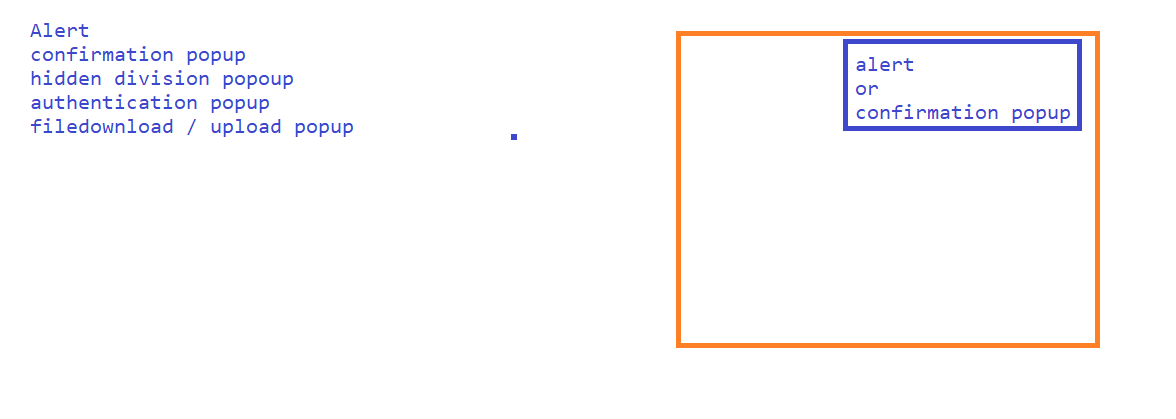 Alert
confirmation popup
hidden division popoup
authentication popup
filedownload / upload popup
alert
or
confirmation popup